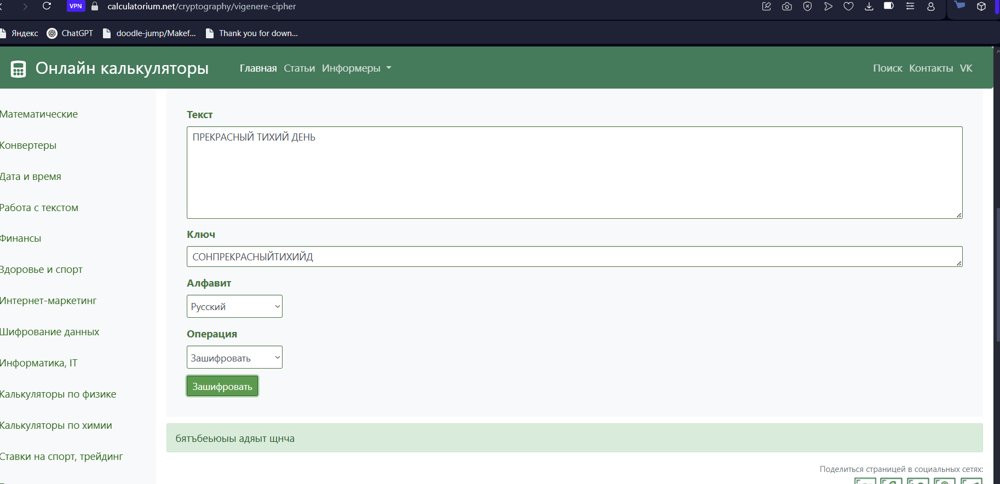 VPN calculatorium.net/cryptography/vigenere-cipher
Яндекс ChatGPT doodle-jump/Makef... Thank you for down...
Онлайн калькуляторы Главная Статьи Информеры Поиск Контакты VK
Математические
Конвертеры
Дата и время
Работа с текстом
Финансы
Здоровье и спорт
Интернет-маркетинг
Шифрование данных
Информатика, IT
Калькуляторы по физике
Калькуляторы по химии
Ставки на спорт, трейдинг
Текст
ПРЕКРАСНЫЙ ТИХИЙ ДЕНЬ
Ключ
СОНПРЕКРАСНЫЙТИХИЙД
Алфавит
Русский
Операция
Зашифровать
Зашифровать
бятъбеьюыы адяыт щнча
Поделиться страницей в социальных сетях: